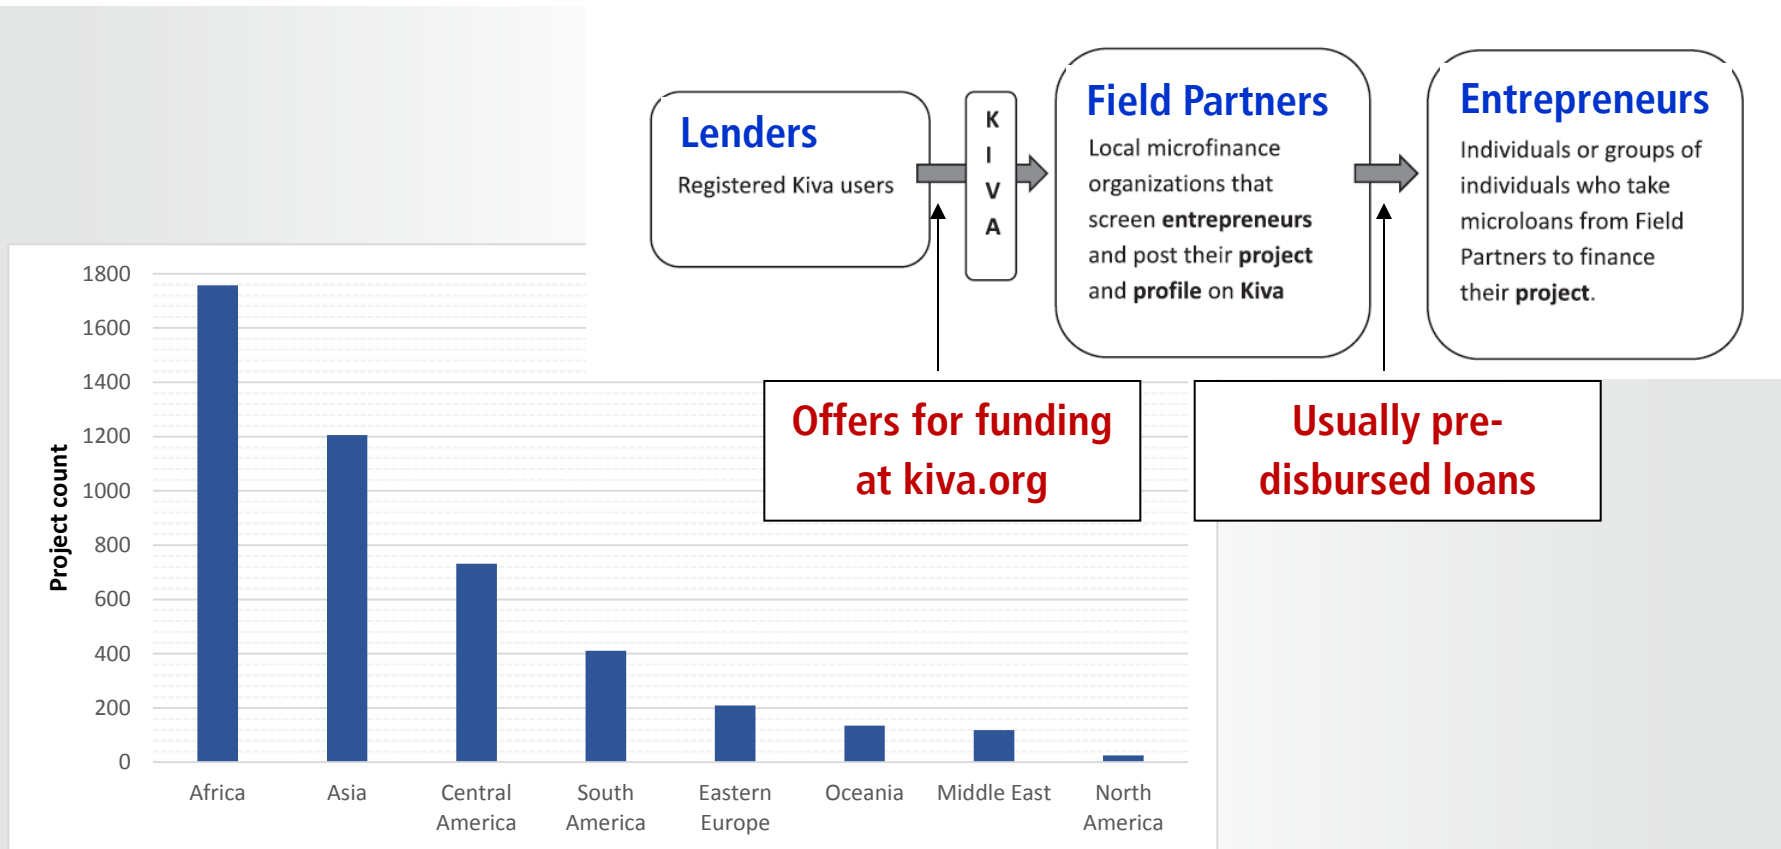 Lenders
Registered Kiva users
K
I
V
A
Field Partners
Local microfinance
organizations that
screen entrepreneurs
and post their project
and profile on Kiva
Entrepreneurs
Individuals or groups of
individuals who take
microloans from Field
Partners to finance
their project.
Offers for funding
at kiva.org
Usually pre-
disbursed loans
Project count
1800
1600
1400
1200
1000
800
600
400
200
0
Africa
Asia
Central
America
South
America
Eastern
Europe
Oceania
Middle East
North
America